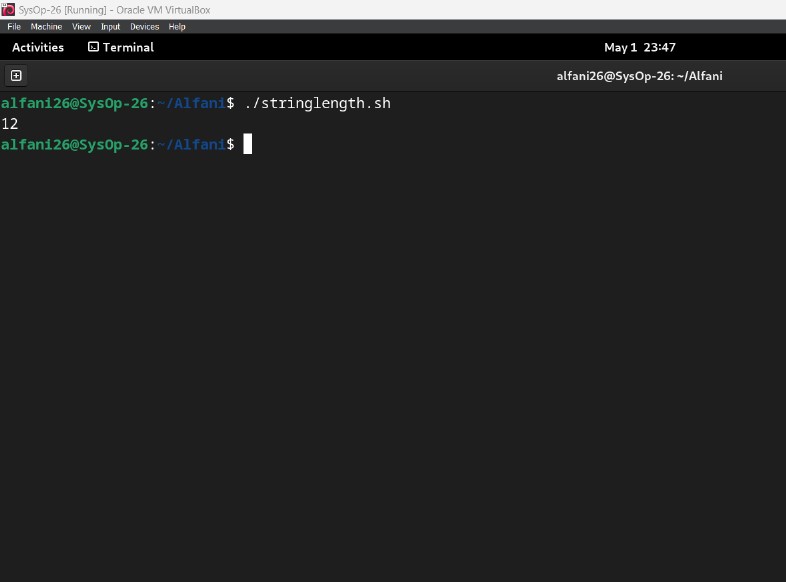 SysOp-26 [Running] - Oracle VM VirtualBox
File Machine View Input Devices Help
Activities Terminal May 1 23:47
alfani26@SysOp-26: ~/Alfani
alfani26@SysOp-26:~/Alfani$ ./stringlength.sh
12
alfani26@SysOp-26:~/Alfani$